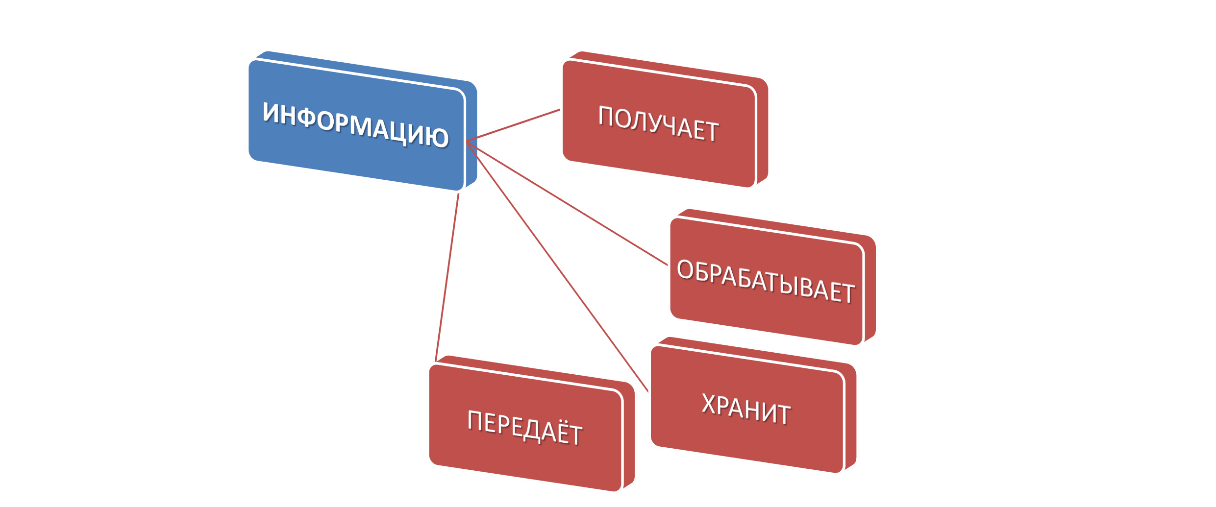 ИНФОРМАЦИЮ
ПОЛУЧАЕТ
ОБРАБАТЫВАЕТ
ХРАНИТ
ПЕРЕДАЁТ